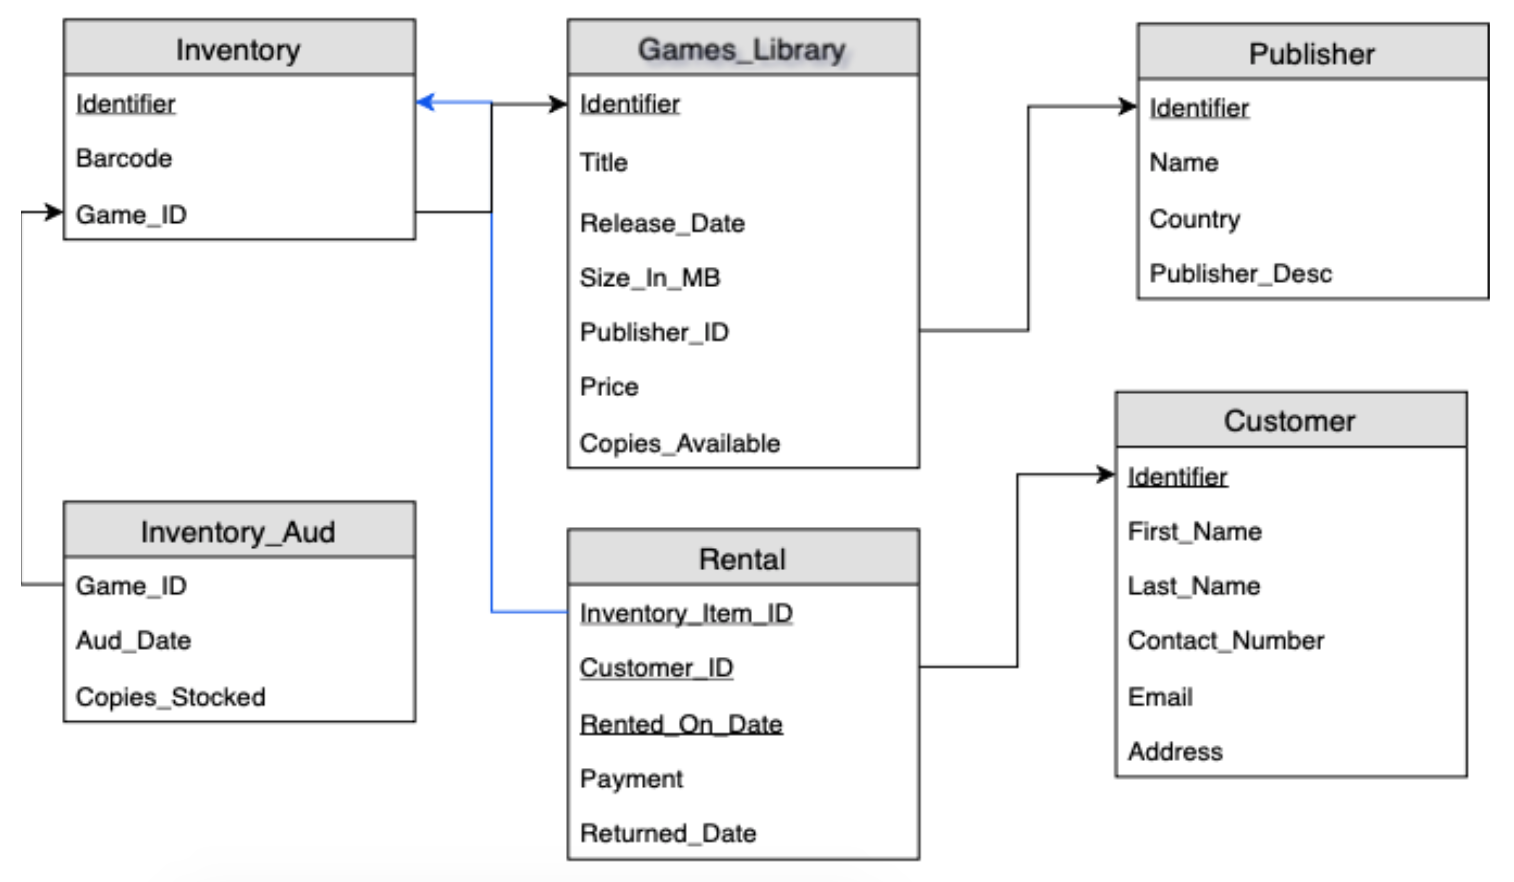 Inventory
Identifier
Barcode
Game_ID
Games_Library
Identifier
Title
Release_Date
Size_In_MB
Publisher_ID
Price
Copies_Available
Publisher
Identifier
Name
Country
Publisher_Desc
Inventory_Aud
Game_ID
Aud_Date
Copies_Stocked
Rental
Inventory_Item_ID
Customer_ID
Rented_On_Date
Payment
Returned_Date
Customer
Identifier
First_Name
Last_Name
Contact_Number
Email
Address